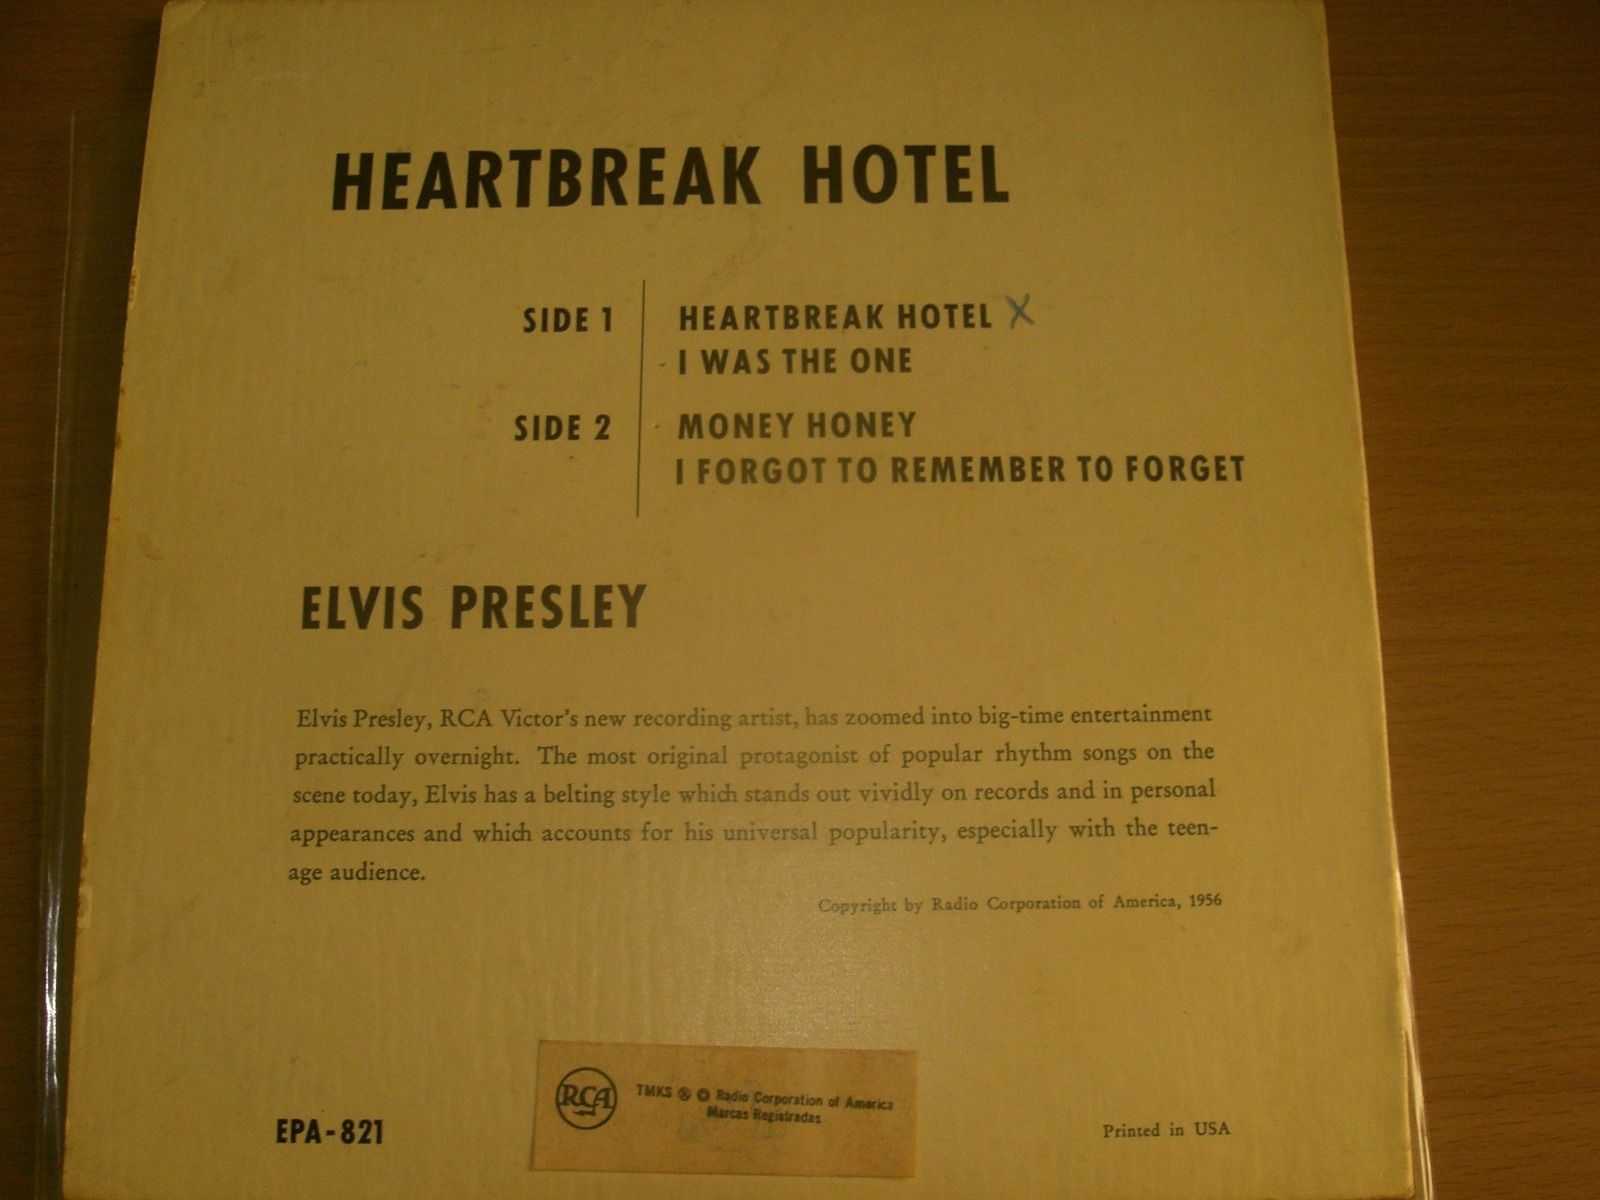 HEARTBREAK HOTEL
SIDE 1 HEARTBREAK HOTEL X
I WAS THE ONE
SIDE 2 MONEY HONEY
I FORGOT TO REMEMBER TO FORGET
ELVIS PRESLEY
Elvis Presley, RCA Victor's new recording artist, has zoomed into big-time entertainment
practically overnight. The most original protagonist of popular rhythm songs on the
scene today, Elvis has a belting style which stands out vividly on records and in personal
appearances and which accounts for his universal popularity, especially with the teen-
age audience.
Copyright by Radio Corporation of America, 1956
RCA
TMKS ® © Radio Corporation of America
Marcas Registradas
EPA-821
Printed in USA